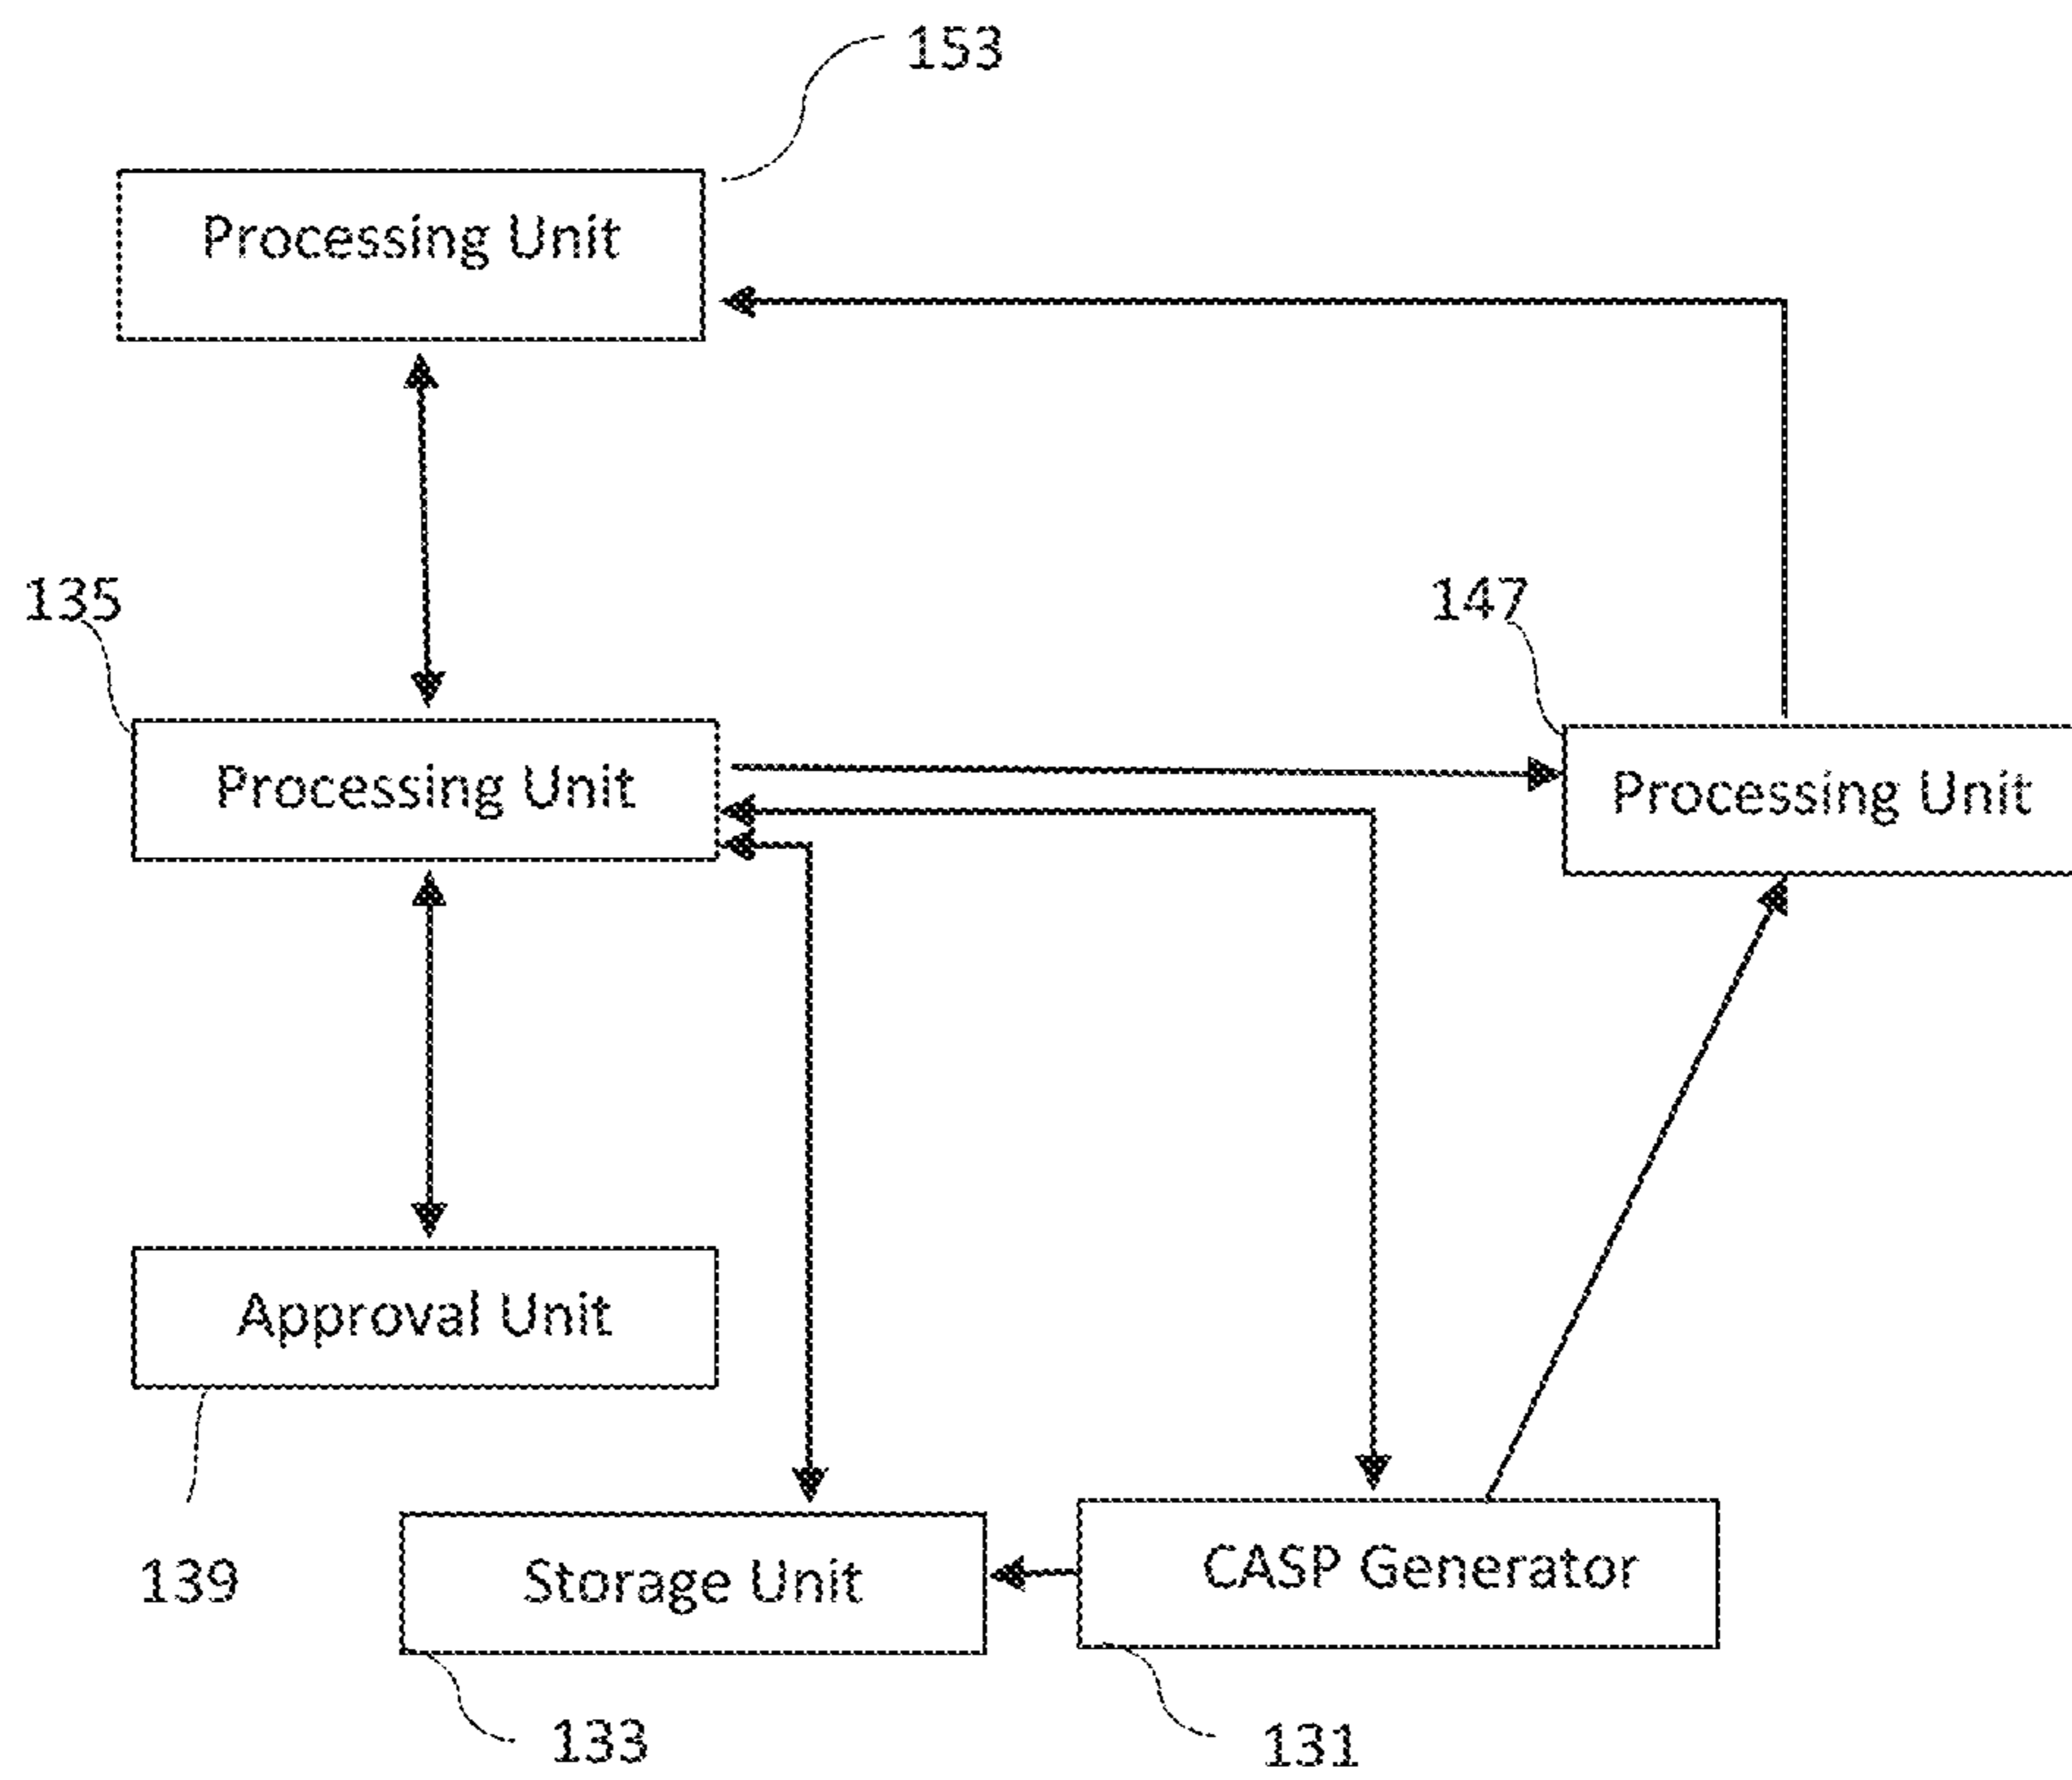 153
Processing Unit
135
147
Processing Unit
Processing Unit
Approval Unit
139
Storage Unit
CASP Generator
133
131